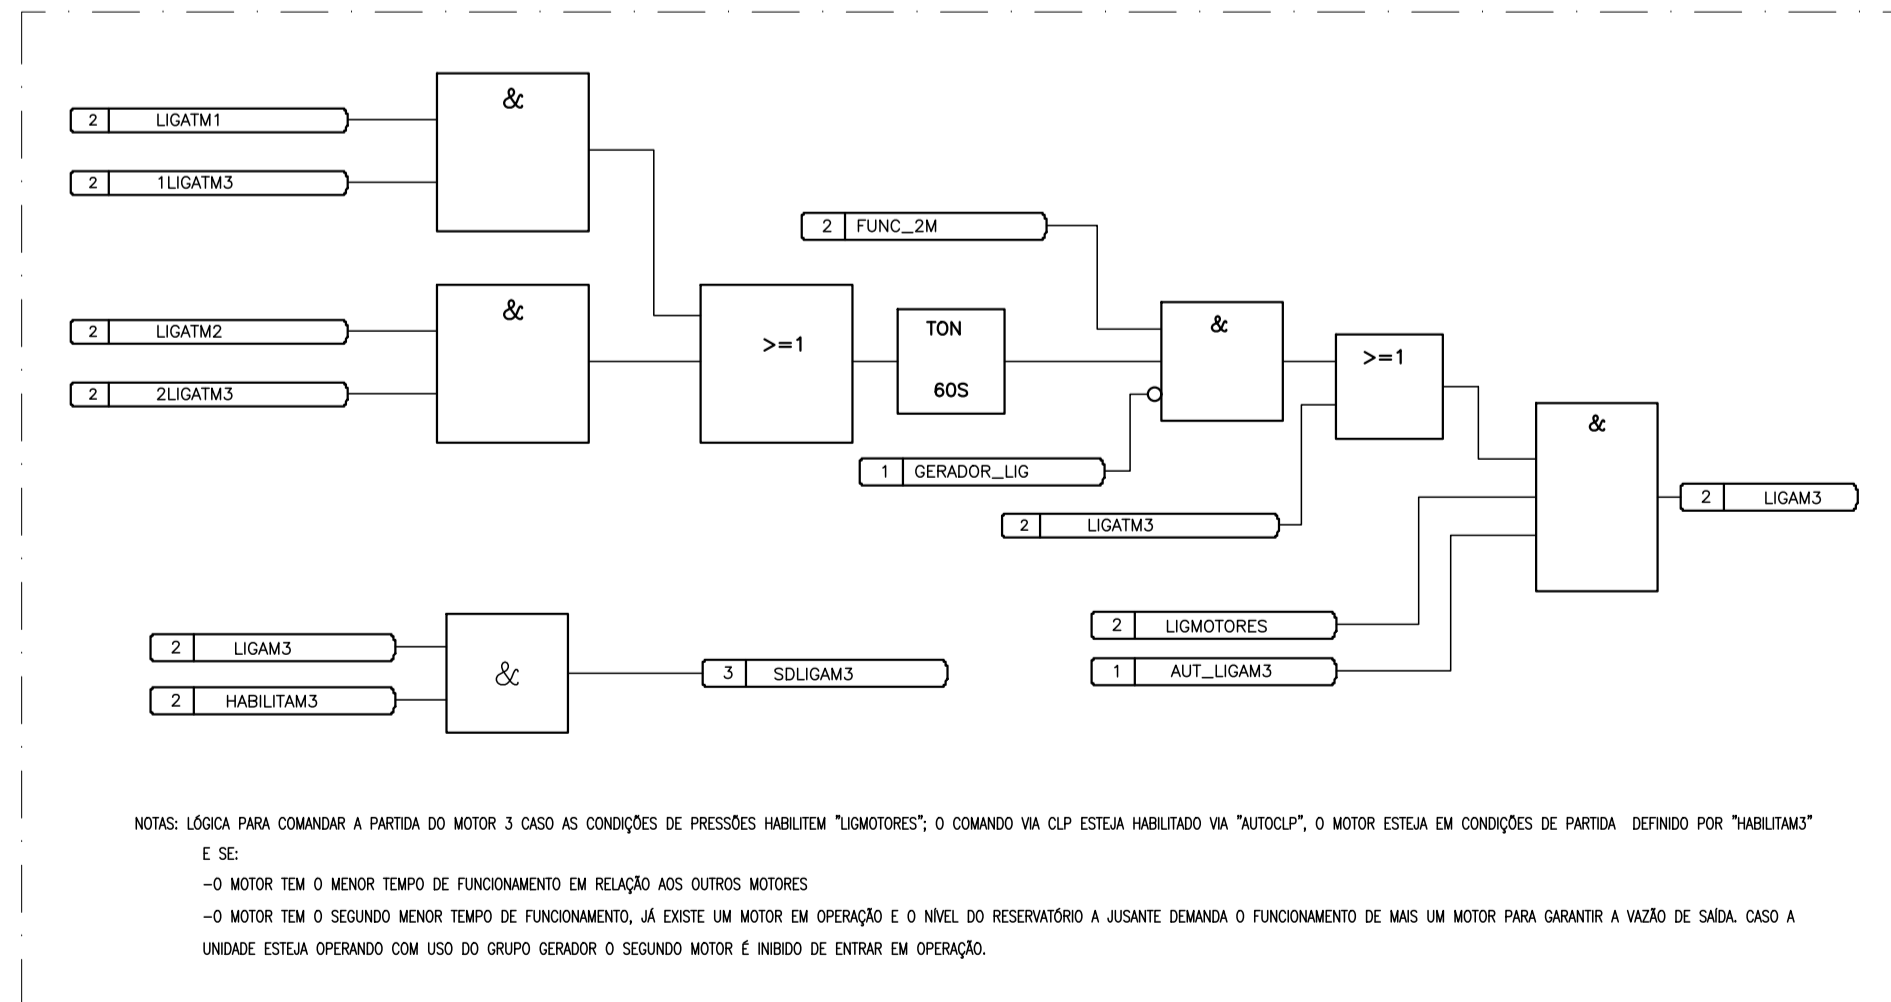 &
2 LIGATM1
2 1LIGATM3
2 FUNC_2M
&
2 LIGATM2
2 2LIGATM3
>=1
TON
60S
&
>=1
1 GERADOR_LIG
2 LIGATM3
&
2 LIGAM3
2 LIGMOTORES
1 AUT_LIGAM3
2 LIGAM3
2 HABILITAM3
&
3 SDLIGAM3
NOTAS: LÓGICA PARA COMANDAR A PARTIDA DO MOTOR 3 CASO AS CONDIÇÕES DE PRESSÕES HABILITEM "LIGMOTORES"; O COMANDO VIA CLP ESTEJA HABILITADO VIA "AUTOCLP", O MOTOR ESTEJA EM CONDIÇÕES DE PARTIDA DEFINIDO POR "HABILITAM3"
E SE:
-O MOTOR TEM O MENOR TEMPO DE FUNCIONAMENTO EM RELAÇÃO AOS OUTROS MOTORES
-O MOTOR TEM O SEGUNDO MENOR TEMPO DE FUNCIONAMENTO, JÁ EXISTE UM MOTOR EM OPERAÇÃO E O NÍVEL DO RESERVATÓRIO A JUSANTE DEMANDA O FUNCIONAMENTO DE MAIS UM MOTOR PARA GARANTIR A VAZÃO DE SAÍDA. CASO A
UNIDADE ESTEJA OPERANDO COM USO DO GRUPO GERADOR O SEGUNDO MOTOR É INIBIDO DE ENTRAR EM OPERAÇÃO.